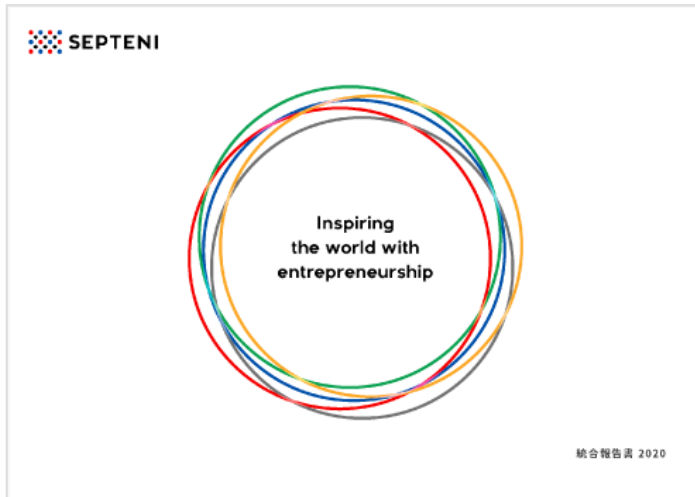 SEPTENI
Inspiring
the world with
entrepreneurship
統合報告書 2020